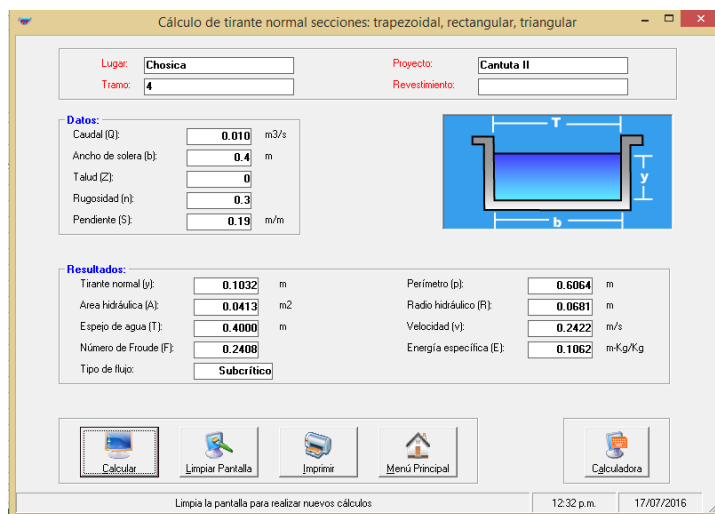 Cálculo de tirante normal secciones: trapezoidal, rectangular, triangular
Lugar: Chosica Proyecto: Cantuta II
Tramo: 4 Revestimiento:
Datos:
Caudal (Q): 0.010 m3/s
Ancho de solera (b): 0.4 m
Talud (Z): 0
Rugosidad (n): 0.3
Pendiente (S): 0.19 m/m
T
y
b
Resultados:
Tirante normal (y): 0.1032 m Perímetro (p): 0.6064 m
Area hidráulica (A): 0.0413 m2 Radio hidráulico (R): 0.0681 m
Espejo de agua (T): 0.4000 m Velocidad (v): 0.2422 m/s
Número de Froude (F): 0.2408 Energía específica (E): 0.1062 m-Kg/Kg
Tipo de flujo: Subcrítico
Calcular Limpiar Pantalla Imprimir Menú Principal Calculadora
Limpia la pantalla para realizar nuevos cálculos 12:32 p.m. 17/07/2016